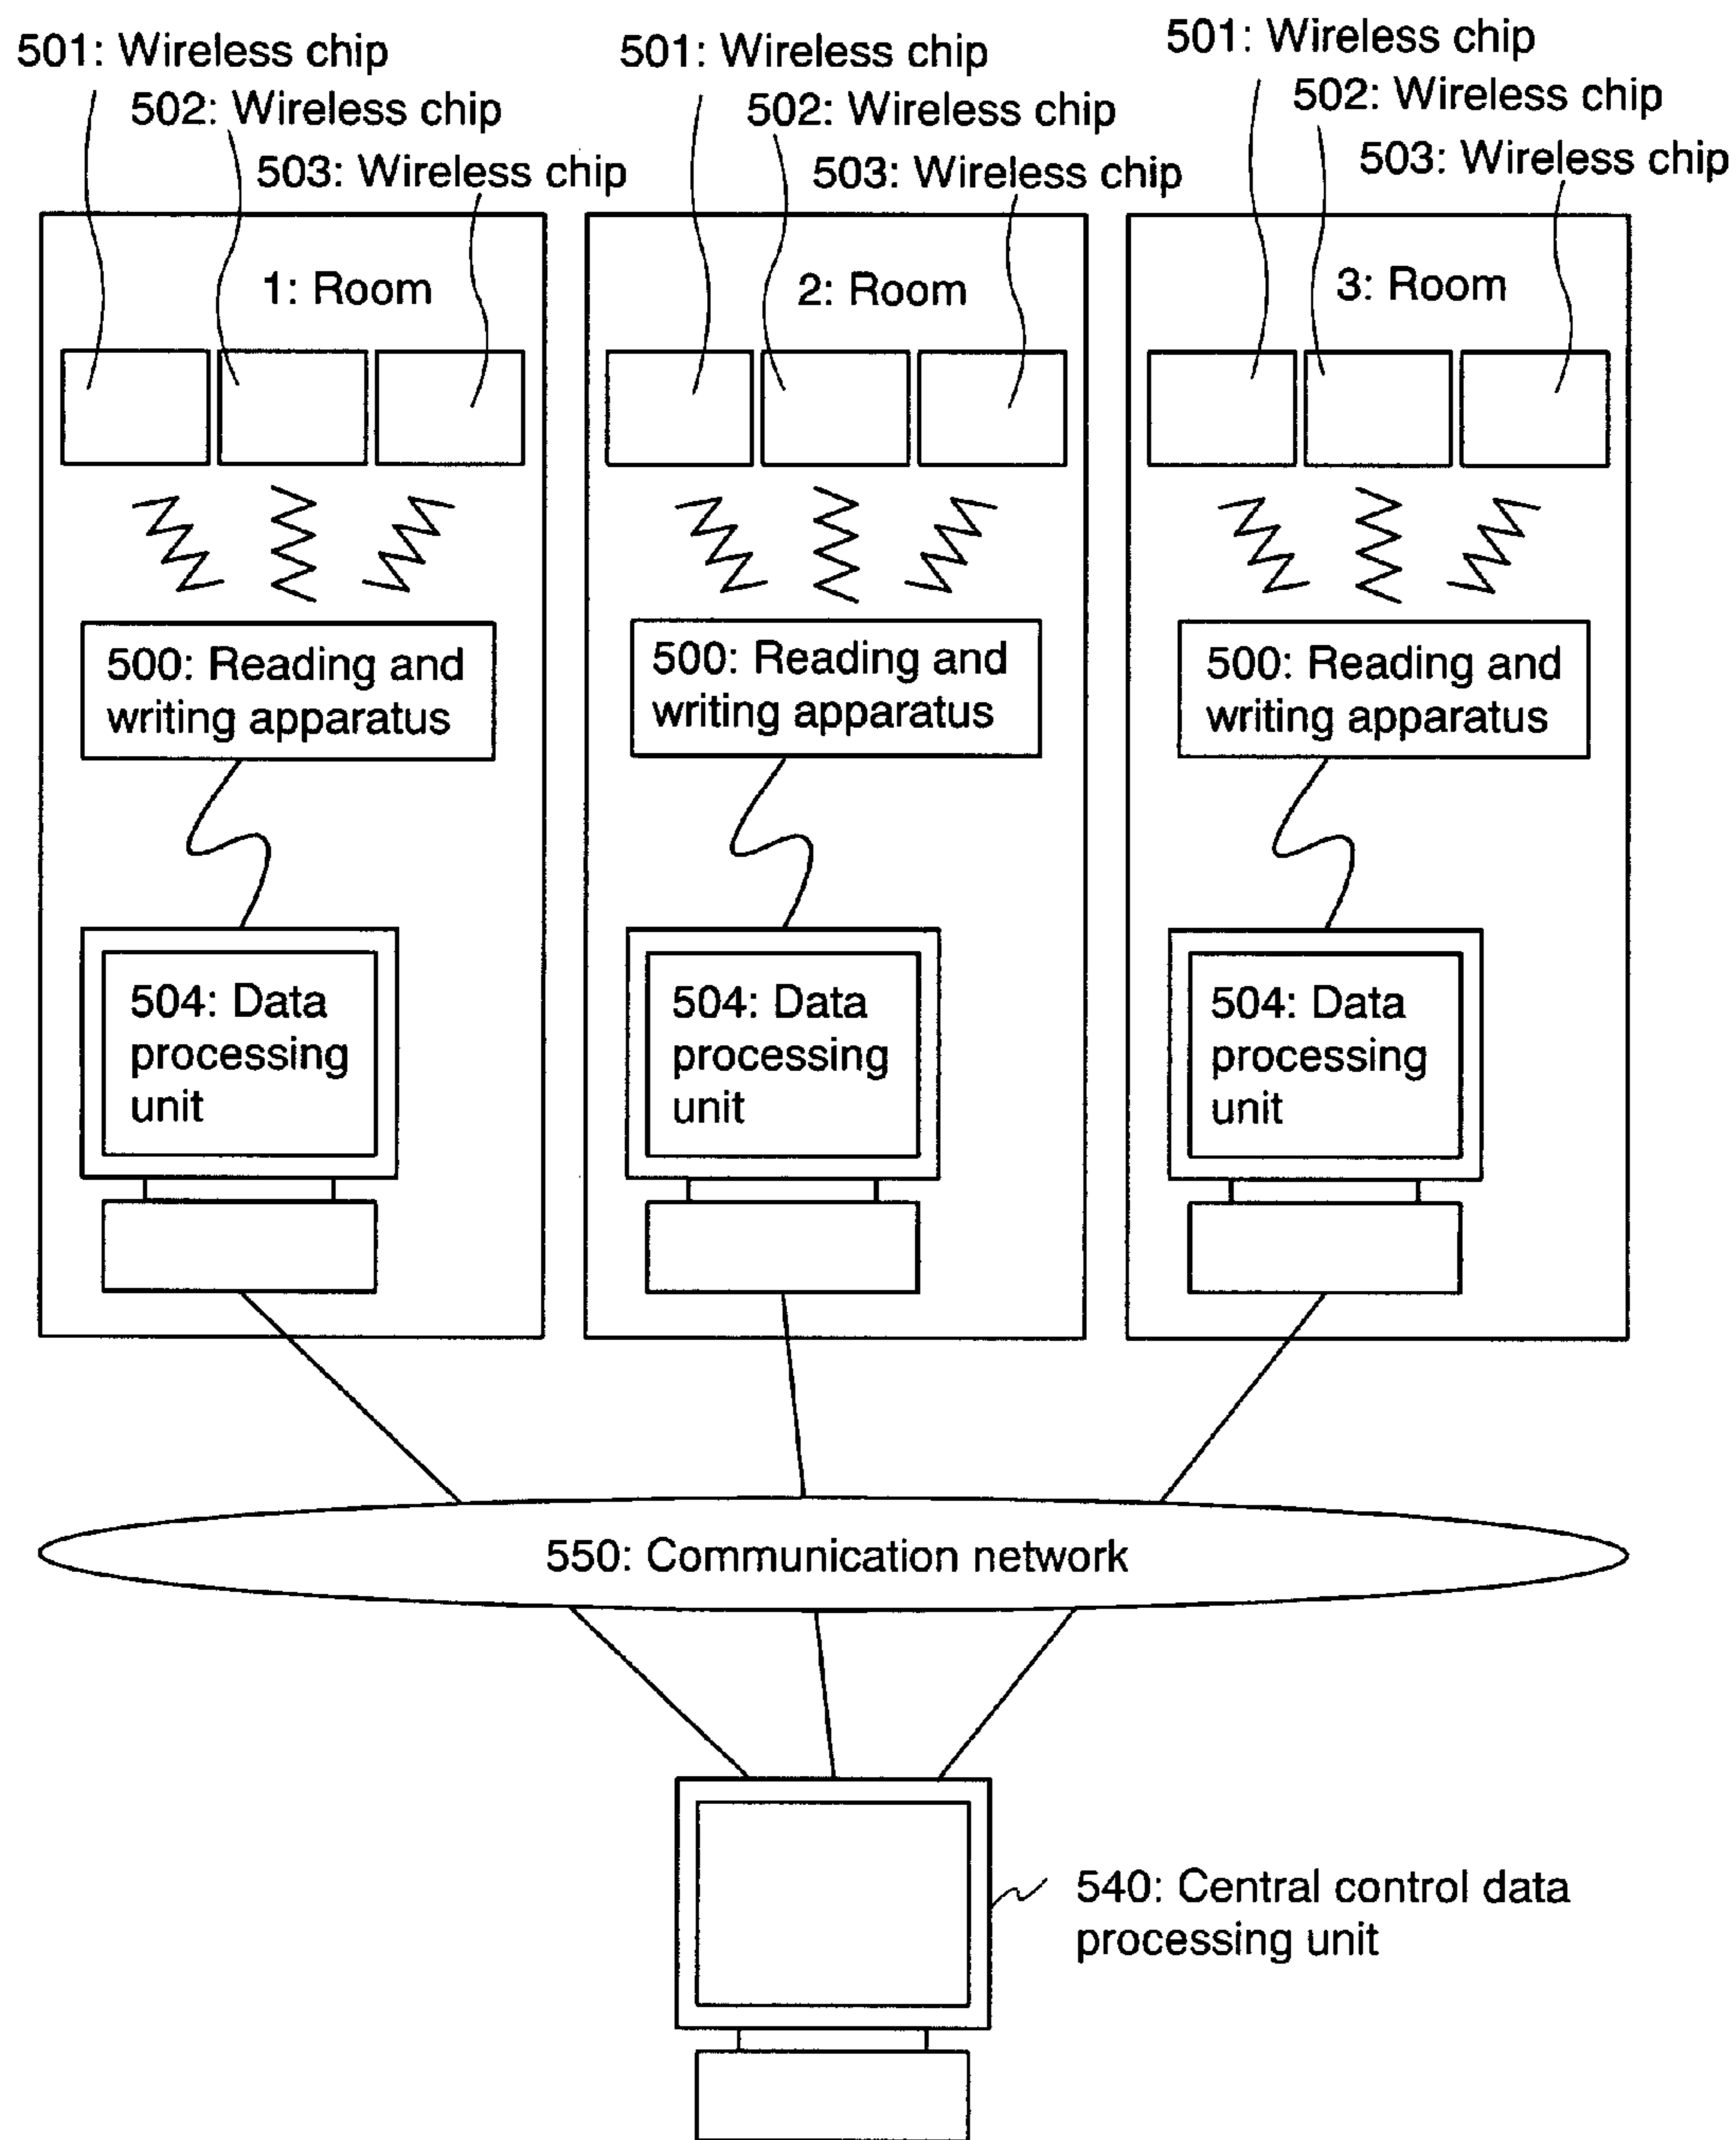 501: Wireless chip
502: Wireless chip
503: Wireless chip
501: Wireless chip
502: Wireless chip
503: Wireless chip
501: Wireless chip
502: Wireless chip
503: Wireless chip
1: Room
2: Room
3: Room
500: Reading and
writing apparatus
500: Reading and
writing apparatus
500: Reading and
writing apparatus
504: Data
processing
unit
504: Data
processing
unit
504: Data
processing
unit
550: Communication network
540: Central control data
processing unit